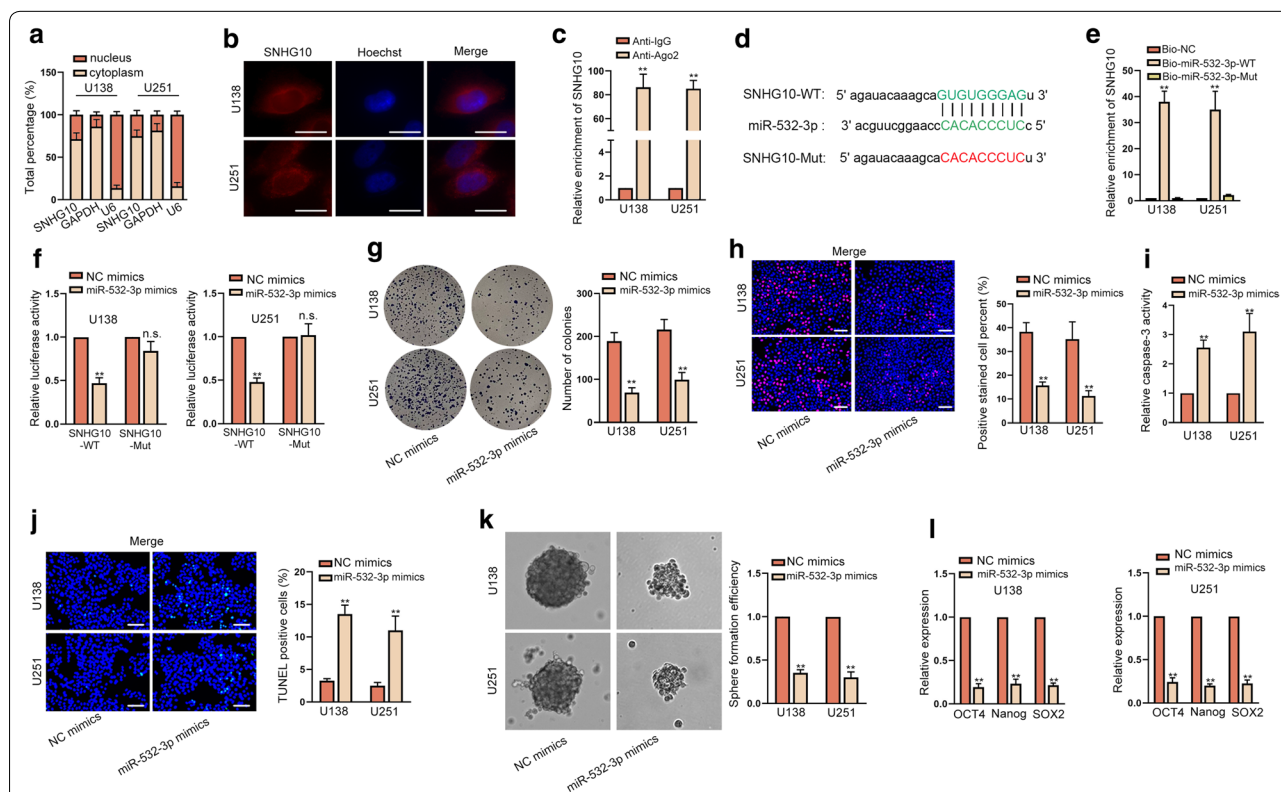 a
nucleus
cytoplasm
U138 U251
Total percentage (%)
150
100
50
0
SNHG10 GAPDH U6 SNHG10 GAPDH U6
b
SNHG10 Hoechst Merge
U138
U251
c
Anti-IgG
Anti-Ago2
Relative enrichment of SNHG10
100
80
60
40
4
2
0
** **
U138 U251
d
SNHG10-WT: 5' agauacaaagcaGUGUGGGAGu 3'
miR-532-3p : 3' acguucggaaccCACACCCUCc 5'
SNHG10-Mut: 5' agauacaaagcaCACACCCUCu 3'
e
Bio-NC
Bio-miR-532-3p-WT
Bio-miR-532-3p-Mut
Relative enrichment of SNHG10
50
40
30
20
10
0
** **
U138 U251
f
NC mimics
miR-532-3p mimics
U138
Relative luciferase activity
1.5
1.0
0.5
0.0
** n.s.
SNHG10 SNHG10
-WT -Mut
NC mimics
miR-532-3p mimics
U251
Relative luciferase activity
1.5
1.0
0.5
0.0
** n.s.
SNHG10 SNHG10
-WT -Mut
g
U138
U251
NC mimics
miR-532-3p mimics
NC mimics
miR-532-3p mimics
Number of colonies
300
200
100
0
** **
U138 U251
h
Merge
U138
U251
NC mimics
miR-532-3p mimics
NC mimics
miR-532-3p mimics
Positive stained cell percent (%)
50
40
30
20
10
0
** **
U138 U251
i
NC mimics
miR-532-3p mimics
Relative caspase-3 activity
4
3
2
1
0
** **
U138 U251
j
Merge
U138
U251
NC mimics
miR-532-3p mimics
NC mimics
miR-532-3p mimics
TUNEL positive cells (%)
20
15
10
5
0
** **
U138 U251
k
U138
U251
NC mimics
miR-532-3p mimics
NC mimics
miR-532-3p mimics
Sphere formation efficiency
1.5
1.0
0.5
0.0
** **
U138 U251
l
NC mimics
miR-532-3p mimics
U138
Relative expression
1.5
1.0
0.5
0.0
** ** **
OCT4 Nanog SOX2
NC mimics
miR-532-3p mimics
U251
Relative expression
1.5
1.0
0.5
0.0
** ** **
OCT4 Nanog SOX2